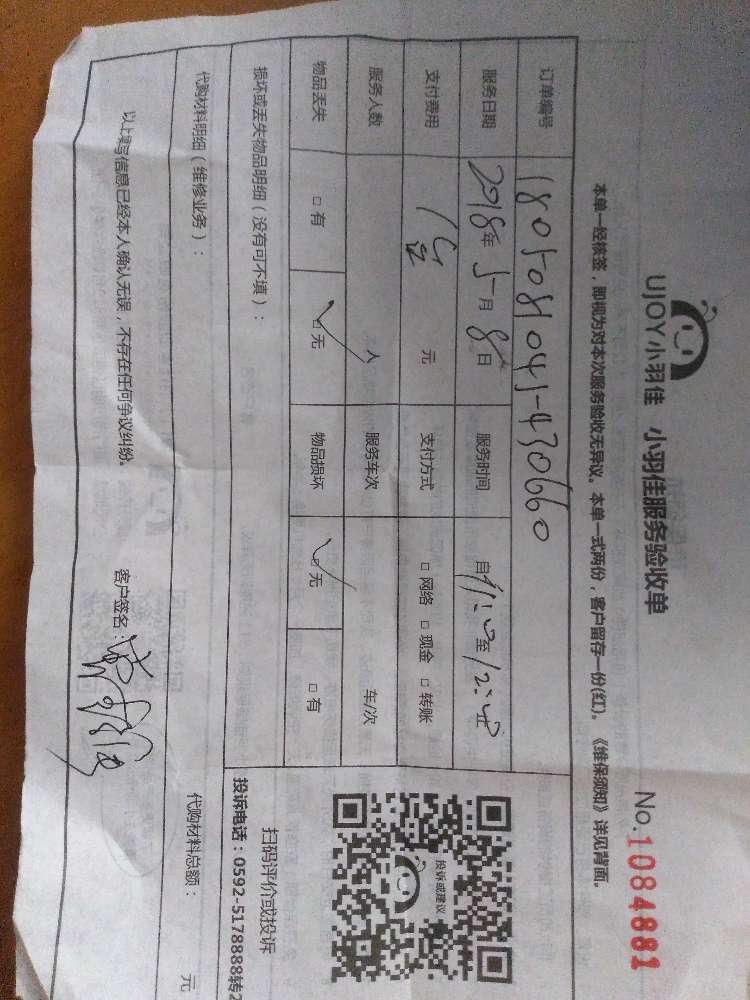 UJOY小羽佳 小羽佳服务验收单 No.1084881
本单一经核签，即视为对本次服务验收无异议。本单一式两份，客户留存一份(红)。《维保须知》详见背面。
订单编号 180508104J-430660
服务日期 2018年 5月 8日 服务时间 自 至
支付费用 元 支付方式 □ 网络 □ 现金 □ 转账
服务人数 人 服务车次 车/次
物品丢失 □ 有 □ 无 物品损坏 □ 无 □ 有
损坏或丢失物品明细（没有可不填）：
代购材料明细（维修业务）： 代购材料总额： 元
以上填写信息已经本人确认无误，不存在任何争议纠纷。 客户签名：
投诉或建议
扫码评价或投诉
投诉电话：0592-5178888转2